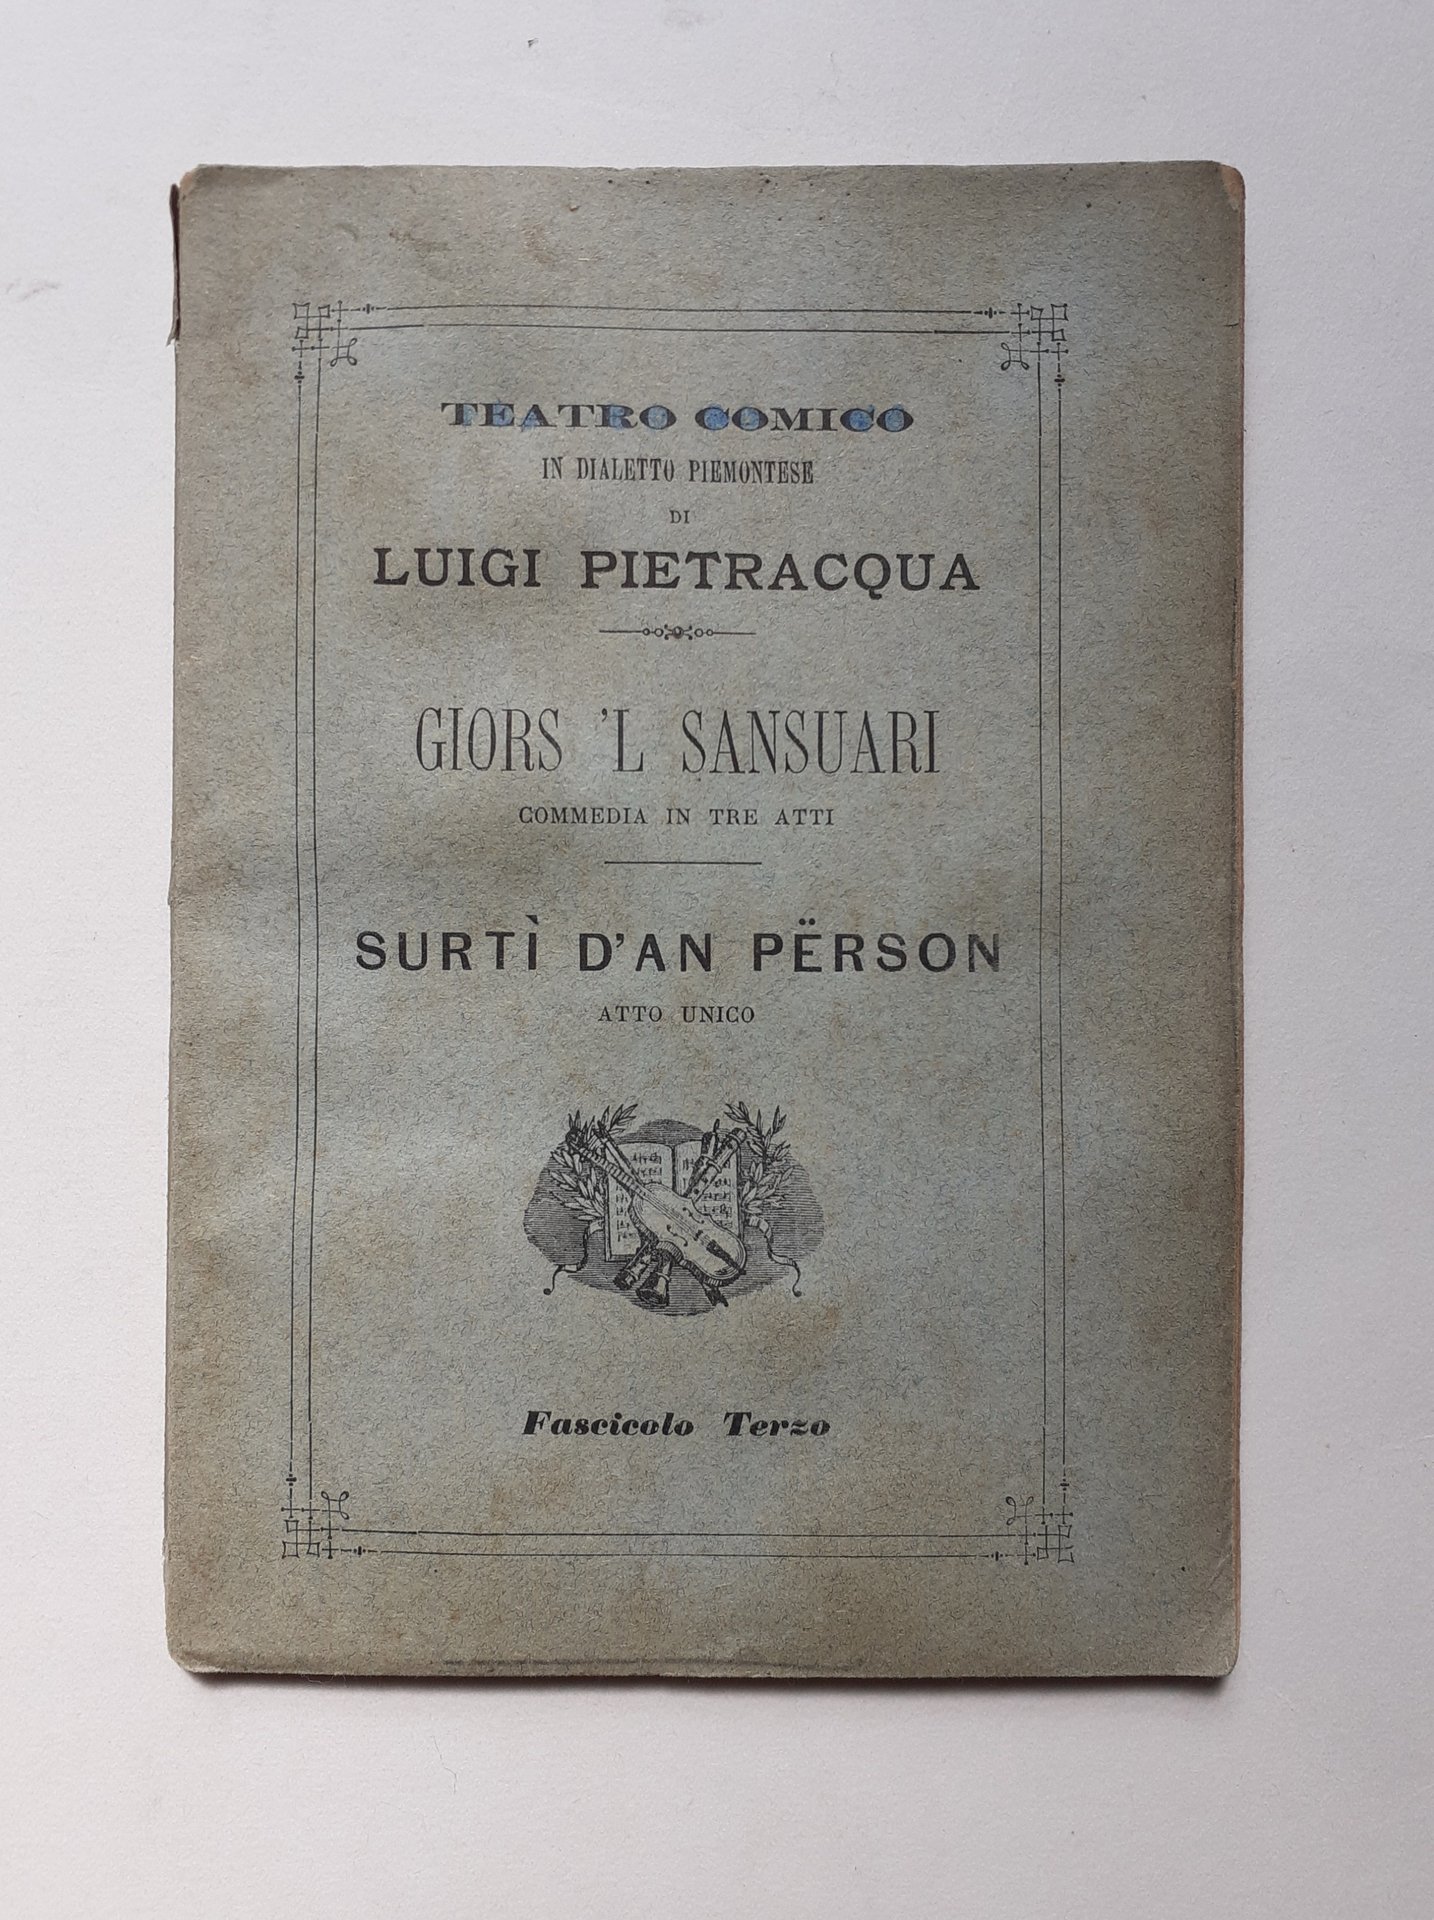 TEATRO COMICO
IN DIALETTO PIEMONTESE
DI
LUIGI PIETRACQUA
GIORS 'L SANSUARI
COMMEDIA IN TRE ATTI
SURTÌ D'AN PËRSON
ATTO UNICO
Fascicolo Terzo